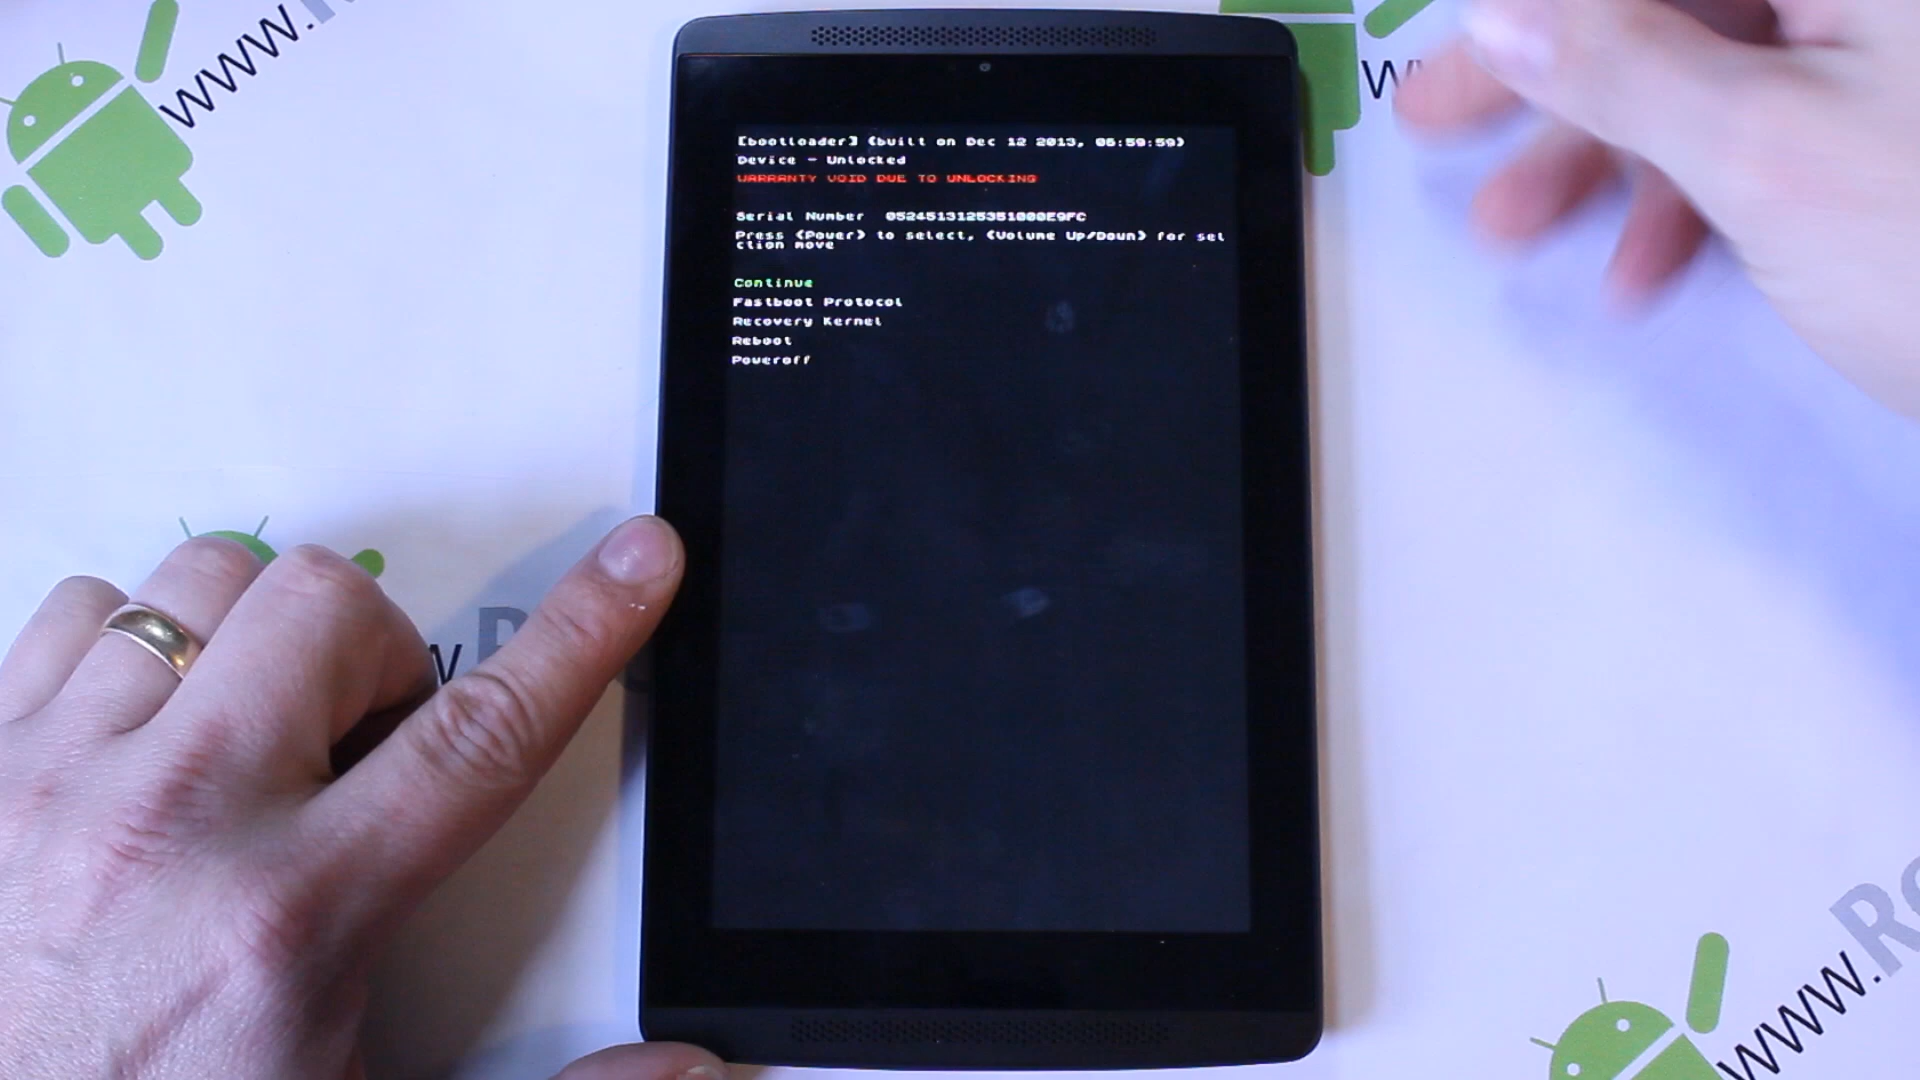 www.R
w
[bootloader] (built on Dec 12 2013, 05:59:59)
Device - Unlocked
WARRANTY VOID DUE TO UNLOCKING
Serial Number 0524513125351000E9FC
Press <Power> to select, <Volume Up/Down> for sel
ction move
Continue
Fastboot Protocol
Recovery Kernel
Reboot
Poweroff
w R
www.Ro